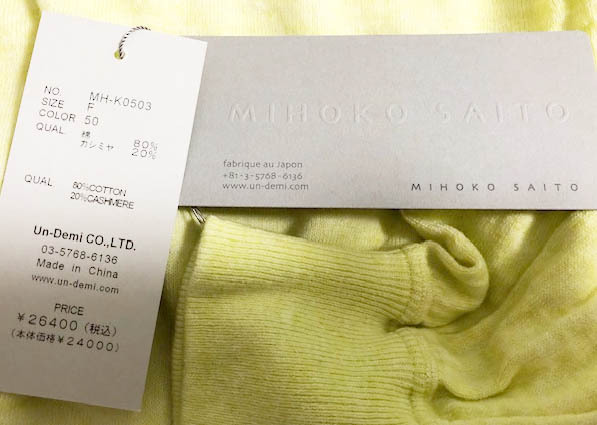 NO. MH-K0503
SIZE F
COLOR 50
QUAL 綿 80%
カシミヤ 20%
QUAL 80%COTTON
20%CASHMERE
Un-Demi CO.,LTD.
03-5768-6136
Made in China
www.un-demi.com
PRICE
¥26400(税込)
(本体価格¥24000)
MIHOKO SAITO
fabrique au Japon
+81-3-5768-6136
www.un-demi.com
MIHOKO SAITO